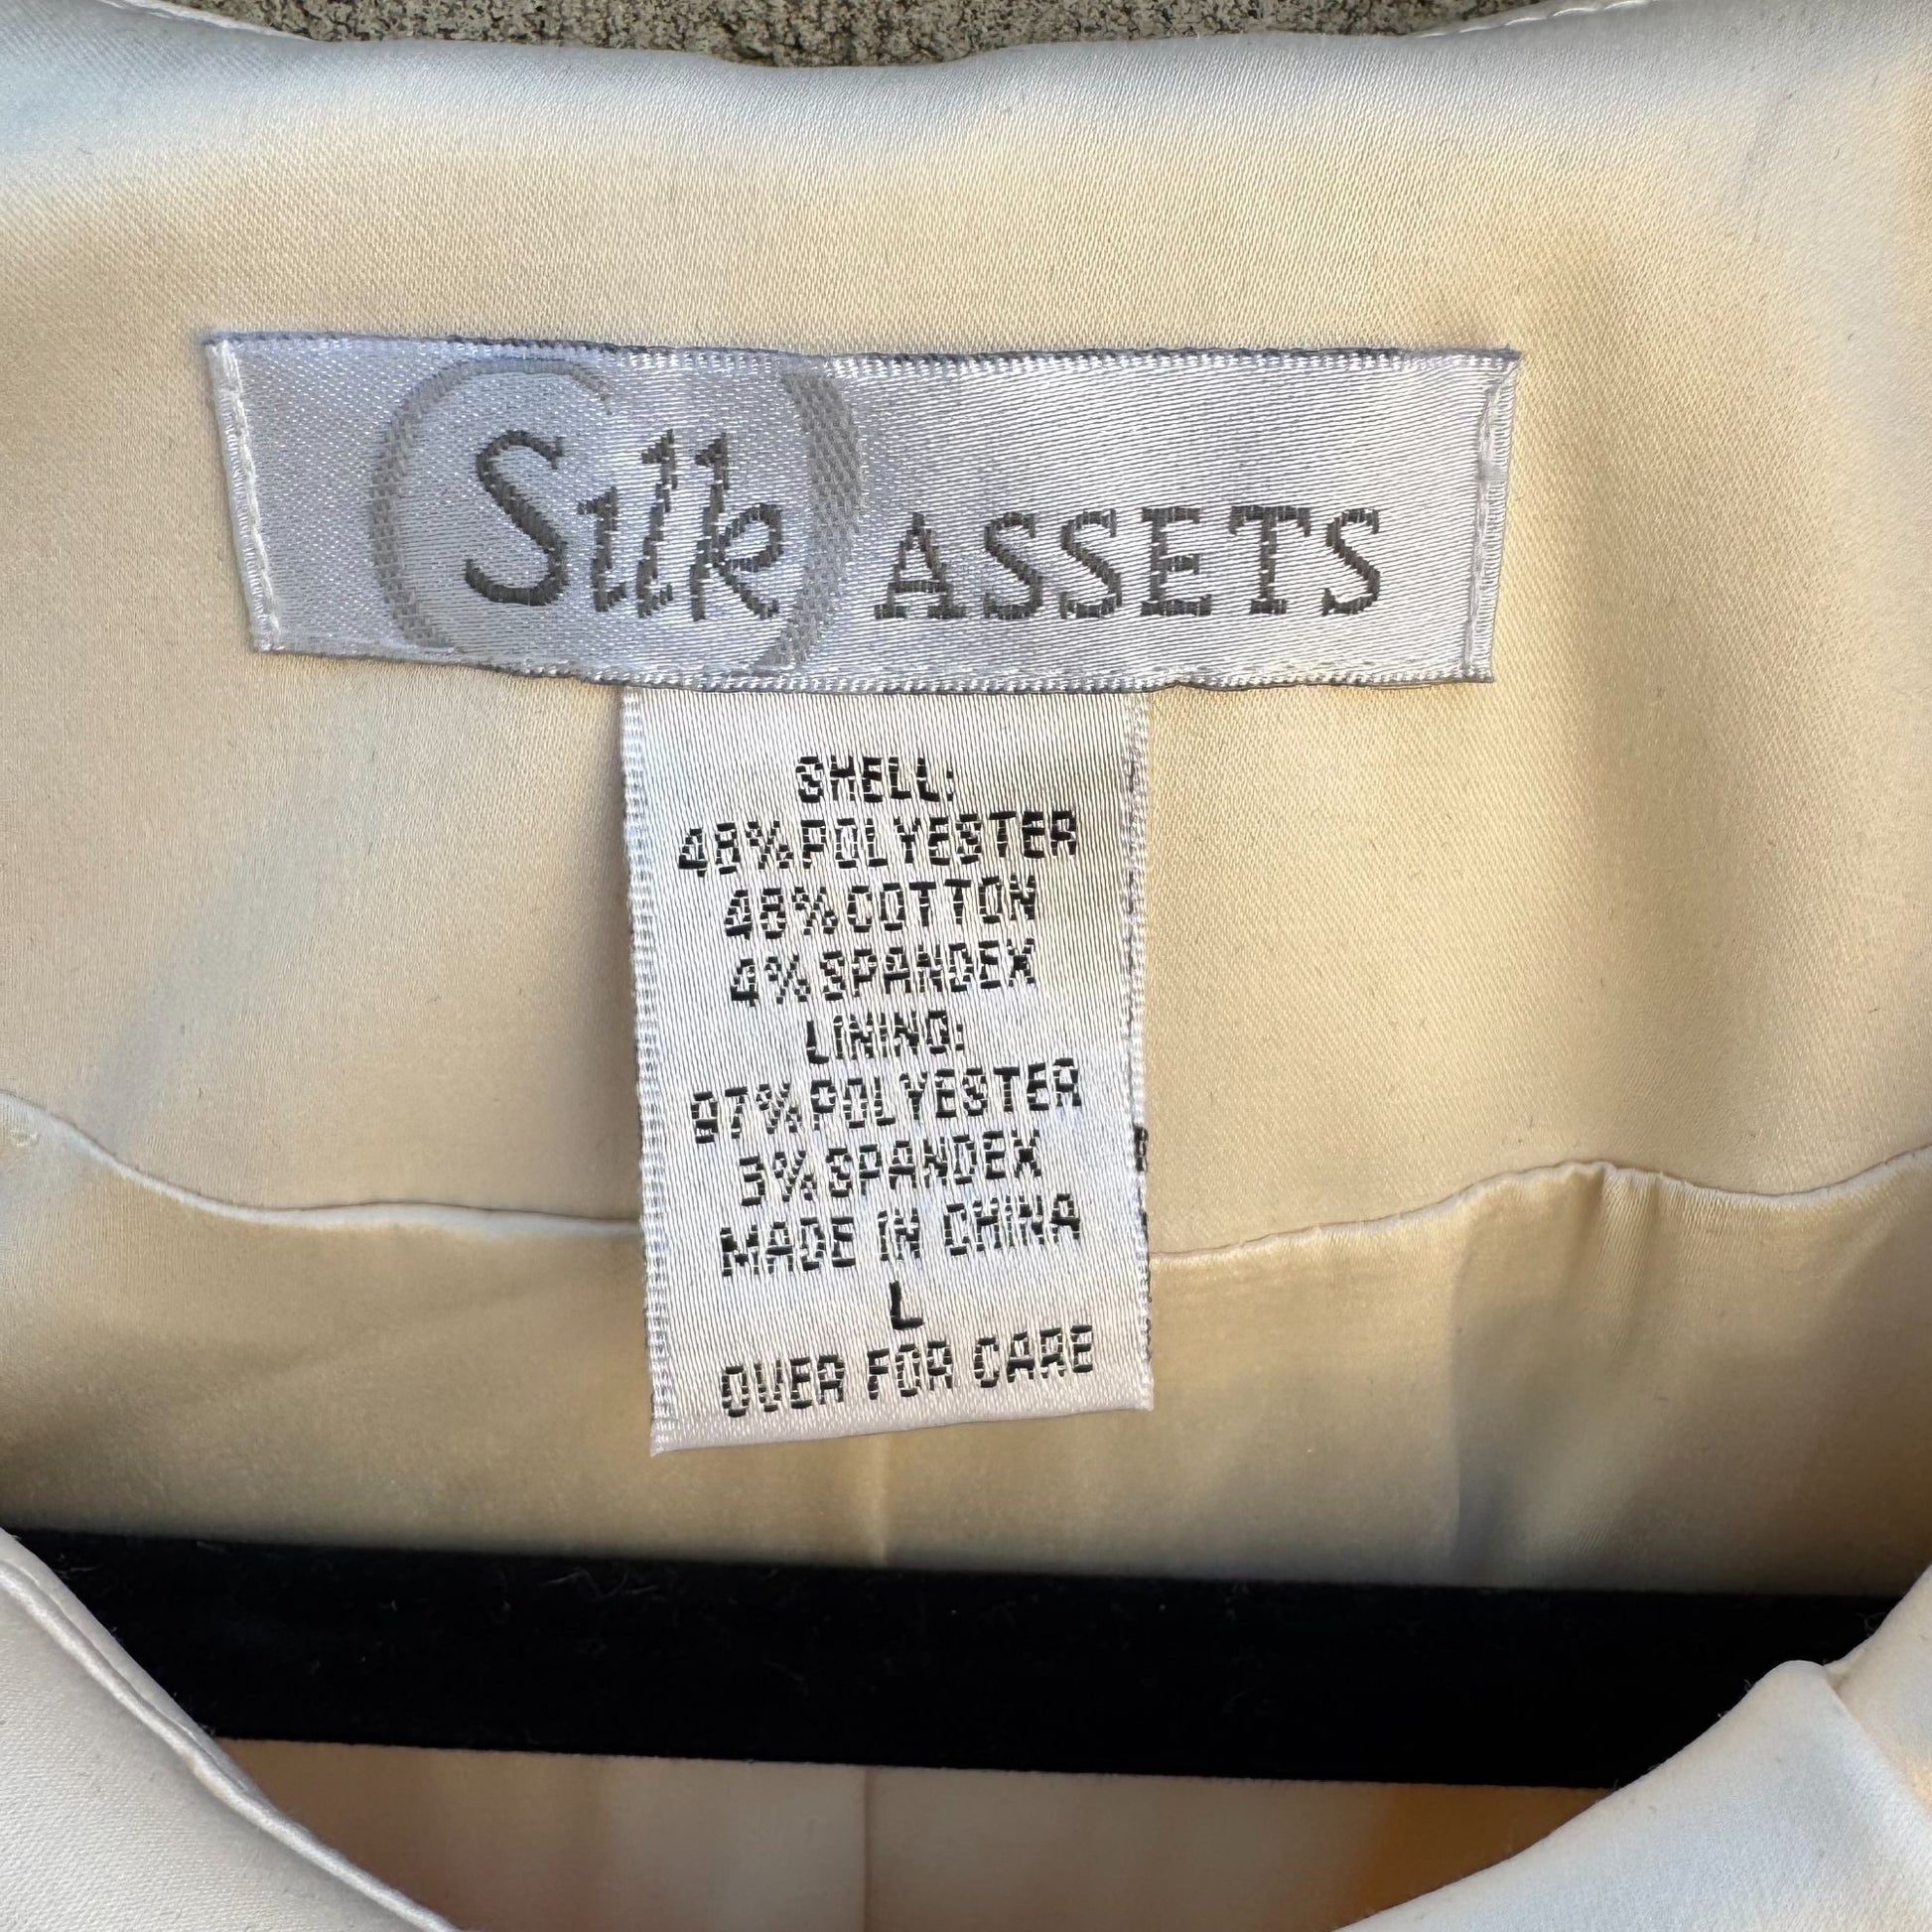 Silk ASSETS
SHELL:
48%POLYESTER
48%COTTON
4%SPANDEX
LINING:
97%POLYESTER
3%SPANDEX
MADE IN CHINA
L
OVER FOR CARE